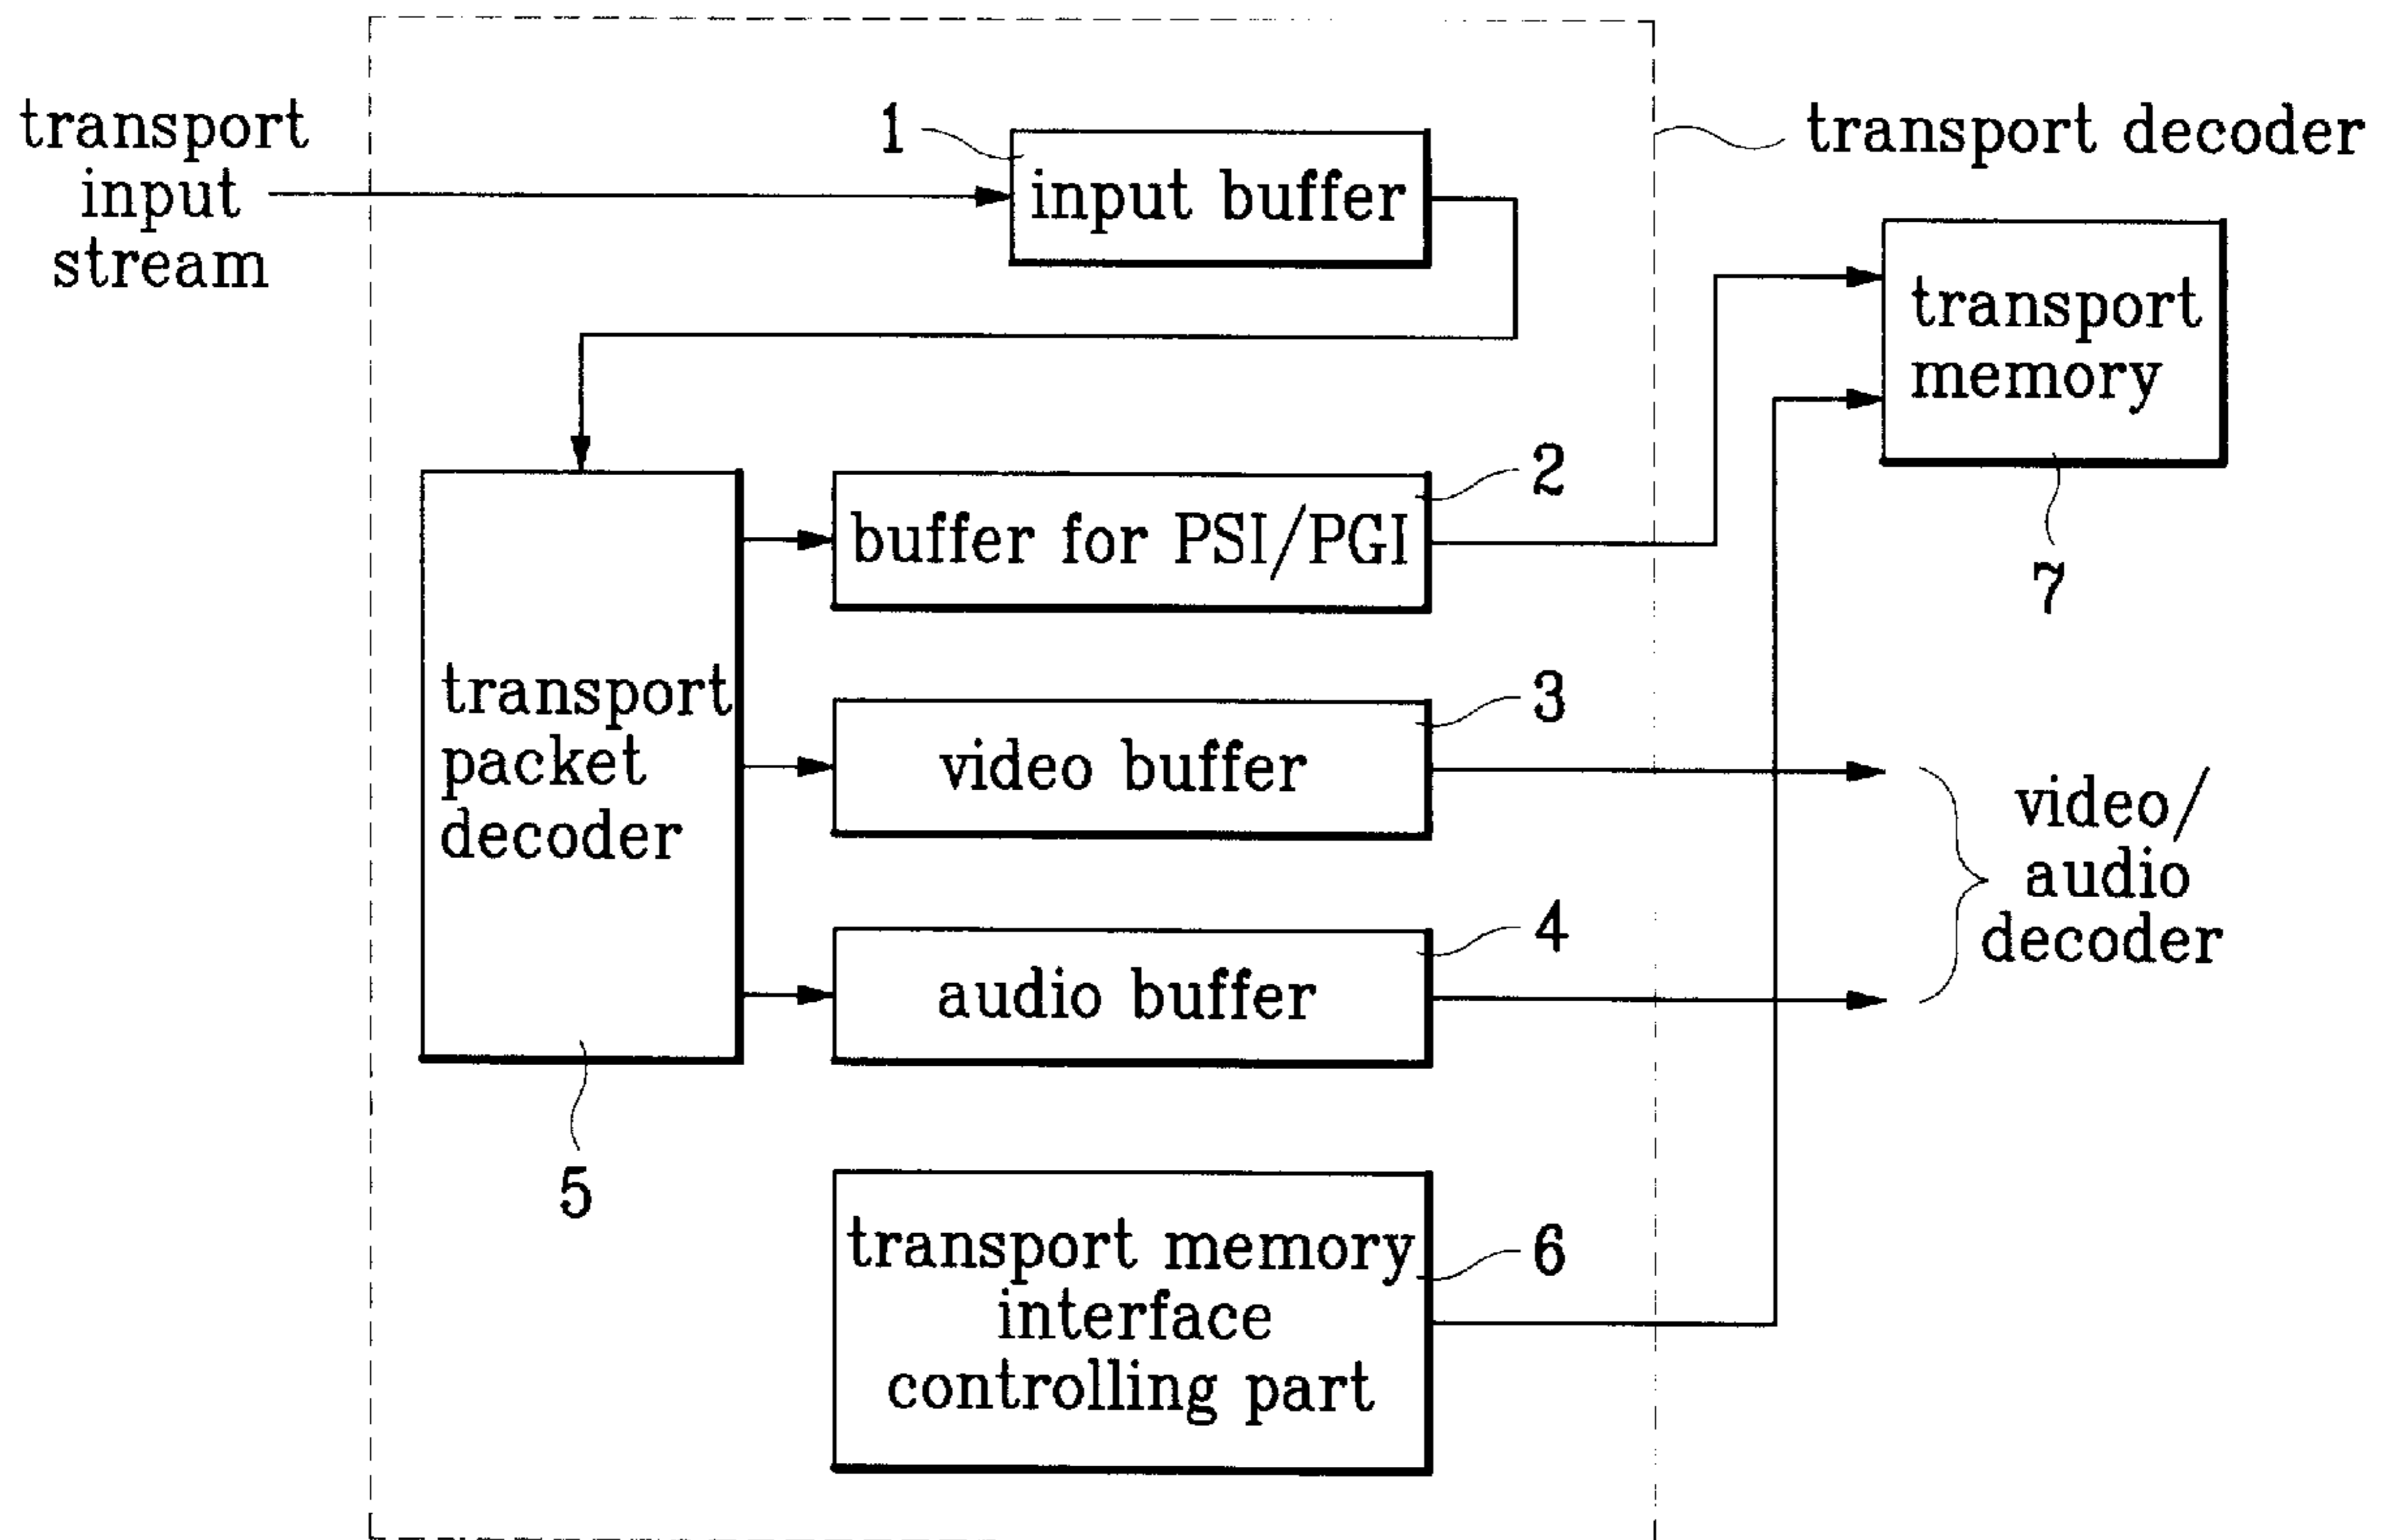 transport
input
stream
1
input buffer
transport decoder
transport
memory
7
2
buffer for PSI/PGI
transport
packet
decoder
5
3
video buffer
4
audio buffer
video/
audio
decoder
6
transport memory
interface
controlling part